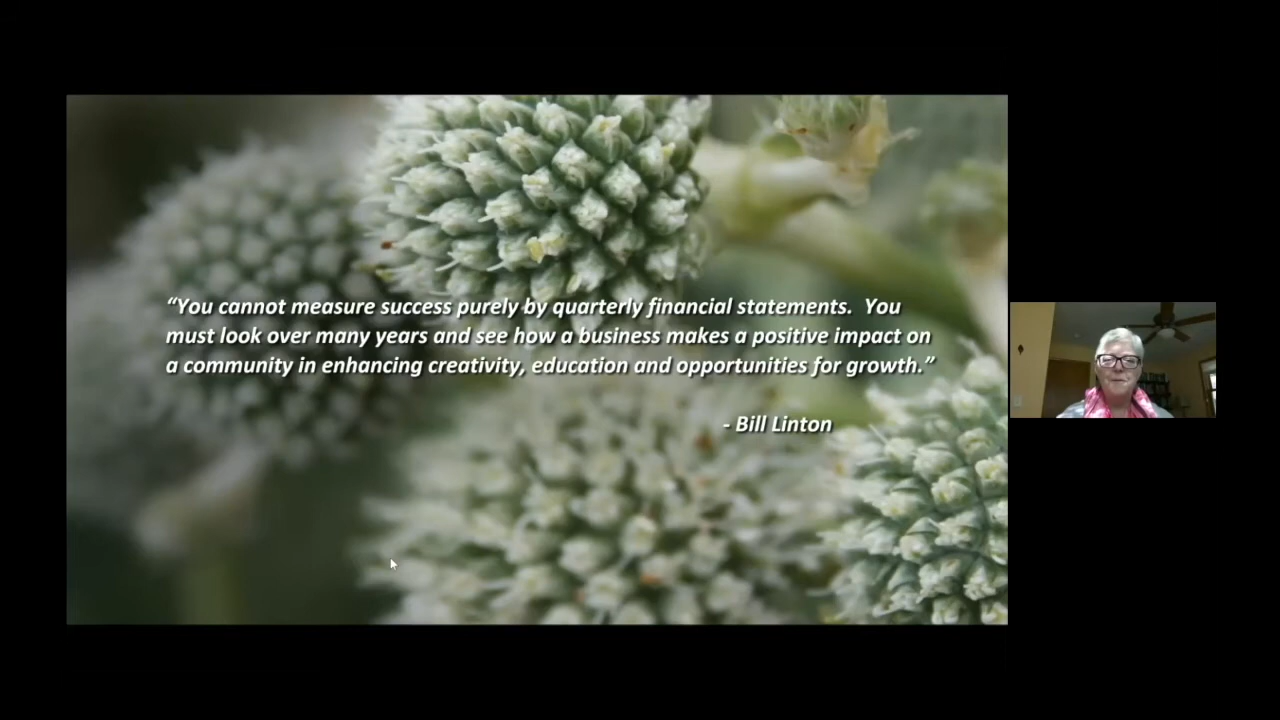 “You cannot measure success purely by quarterly financial statements.  You
must look over many years and see how a business makes a positive impact on
a community in enhancing creativity, education and opportunities for growth.”
- Bill Linton